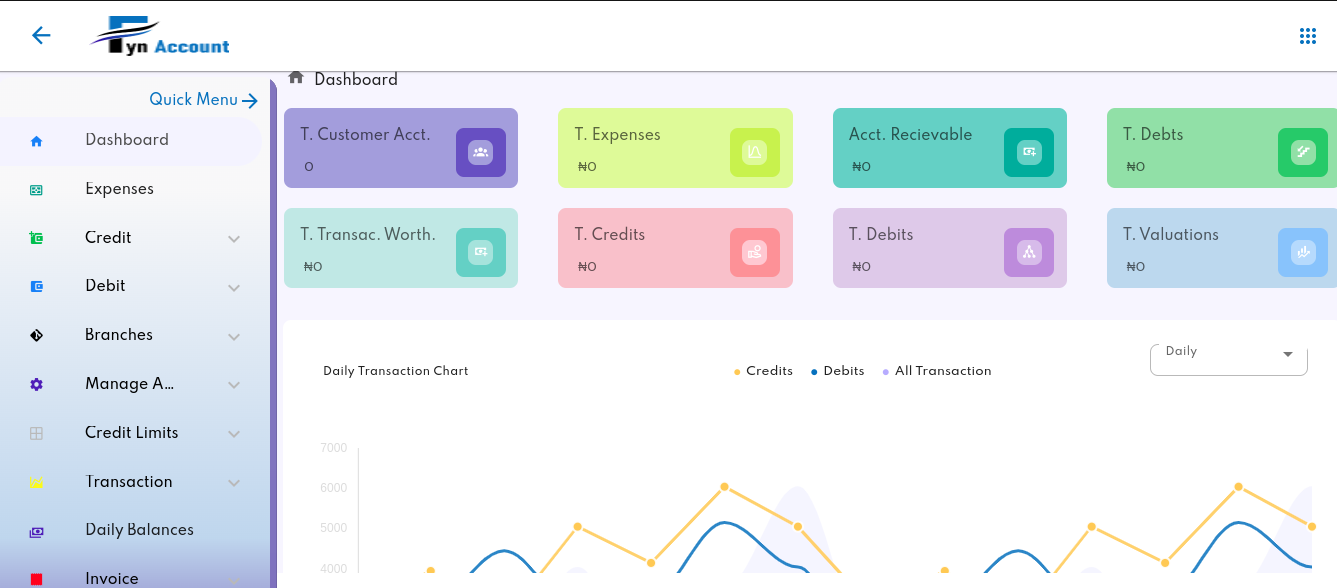 Fyn Account
Dashboard
Quick Menu
Dashboard
Expenses
Credit
Debit
Branches
Manage A...
Credit Limits
Transaction
Daily Balances
Invoice
T. Customer Acct.
0
T. Expenses
₦0
Acct. Recievable
₦0
T. Debts
₦0
T. Transac. Worth.
₦0
T. Credits
₦0
T. Debits
₦0
T. Valuations
₦0
Daily Transaction Chart
Credits
Debits
All Transaction
Daily
7000
6000
5000
4000